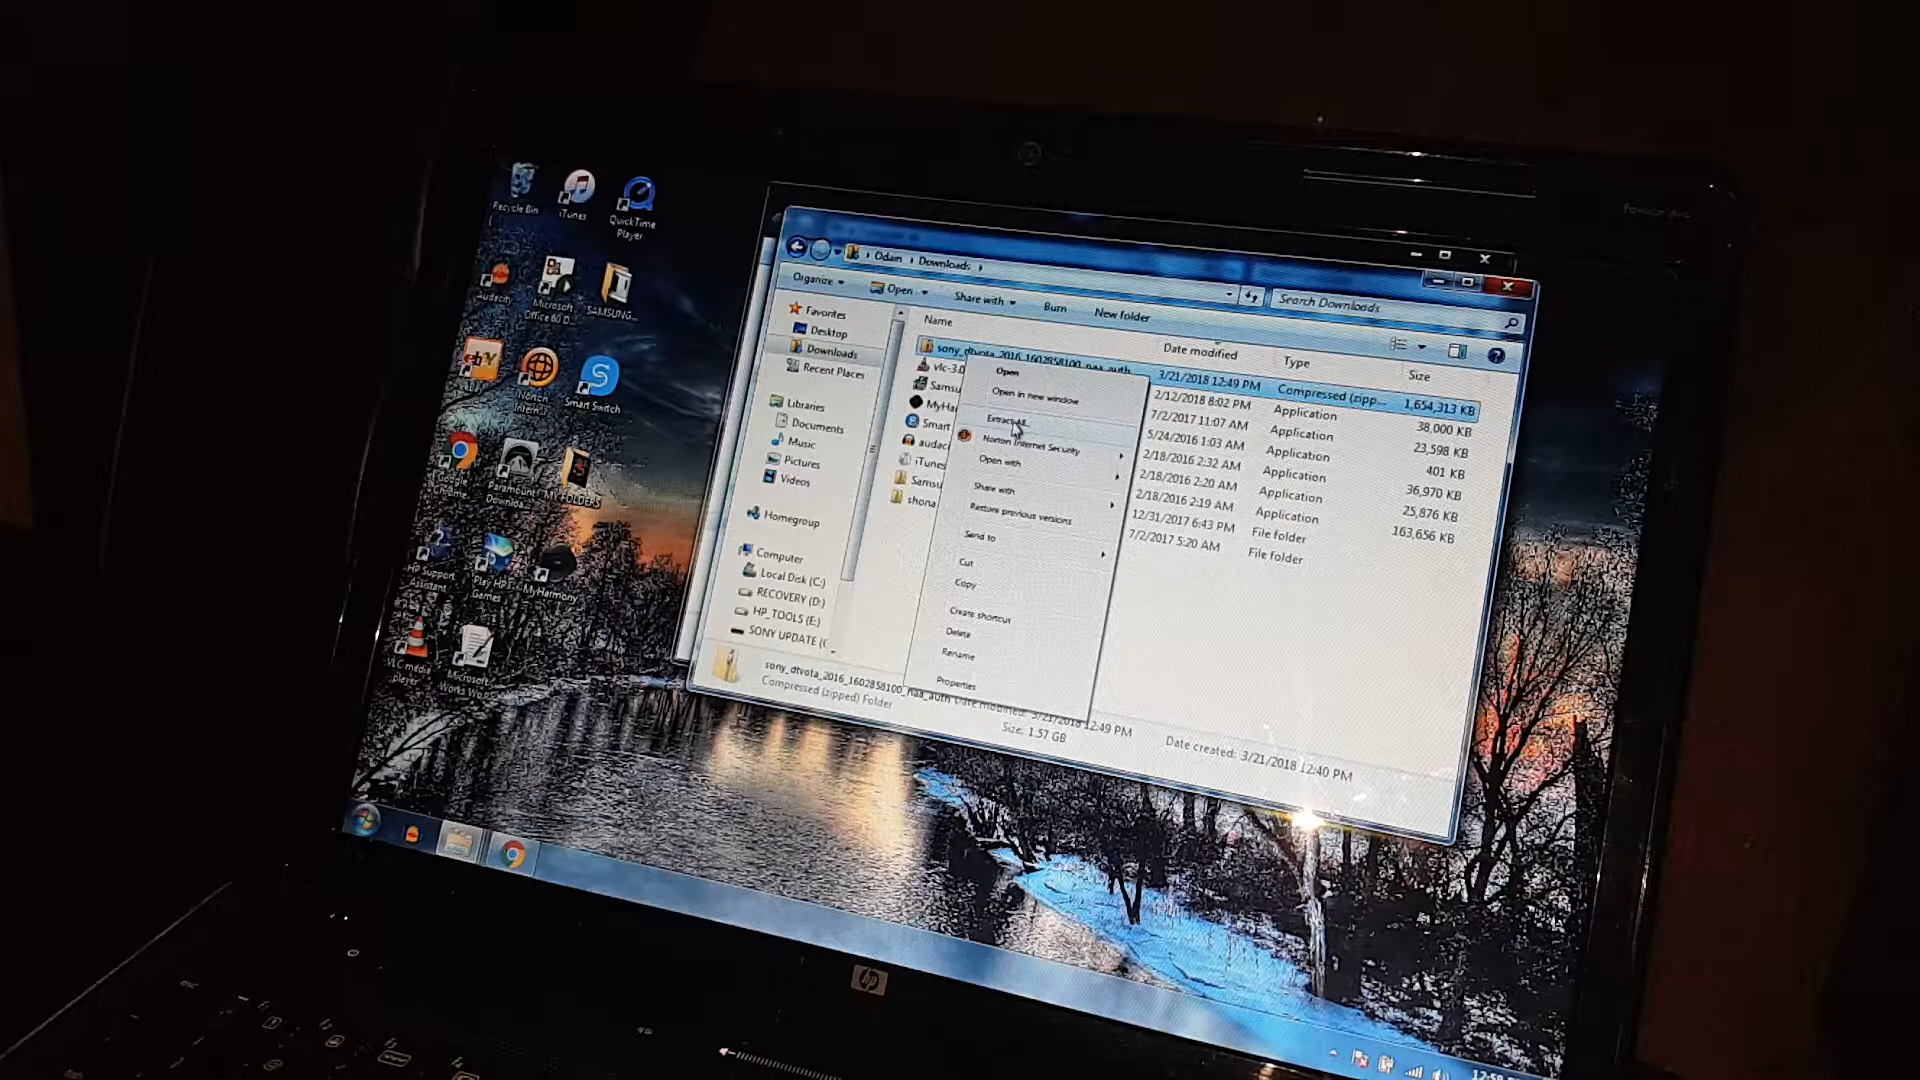 Recycle Bin
iTunes
QuickTime
Player
Audacity
Microsoft
Office 60 D...
SAMSUNG...
ebY
Norton
Intern...
Smart Switch
Google
Chrome
Paramount
Downloa...
MY FOLDERS
HP Support
Assistant
Play HP
Games
MyHarmony
VLC media
player
Microsoft
Works Wo...
Odain
Downloads
Search Downloads
Organize
Open
Share with
Burn
New folder
Favorites
Desktop
Downloads
Recent Places
Libraries
Documents
Music
Pictures
Videos
Homegroup
Computer
Local Disk (C:)
RECOVERY (D:)
HP_TOOLS (E:)
SONY UPDATE (
Name
Date modified
Type
Size
sony_dtvota_2016_1602858100_naa_auth
3/21/2018 12:49 PM
Compressed (zipp...
1,654,313 KB
vlc-3.0
2/12/2018 8:02 PM
Application
38,000 KB
Samsu
7/2/2017 11:07 AM
Application
23,598 KB
MyHar
5/24/2016 1:03 AM
Application
401 KB
Smart
2/18/2016 2:32 AM
Application
36,970 KB
audac
2/18/2016 2:20 AM
Application
25,876 KB
iTunes
2/18/2016 2:19 AM
Application
163,656 KB
Samsu
12/31/2017 6:43 PM
File folder
shona
7/2/2017 5:20 AM
File folder
Open
Open in new window
Extract All...
Norton Internet Security
Open with
Share with
Restore previous versions
Send to
Cut
Copy
Create shortcut
Delete
Rename
Properties
sony_dtvota_2016_1602858100_naa_auth Date modified: 3/21/2018 12:49 PM
Compressed (zipped) Folder
Size: 1.57 GB
Date created: 3/21/2018 12:40 PM
hp
esc
f1
f2
f3
f4